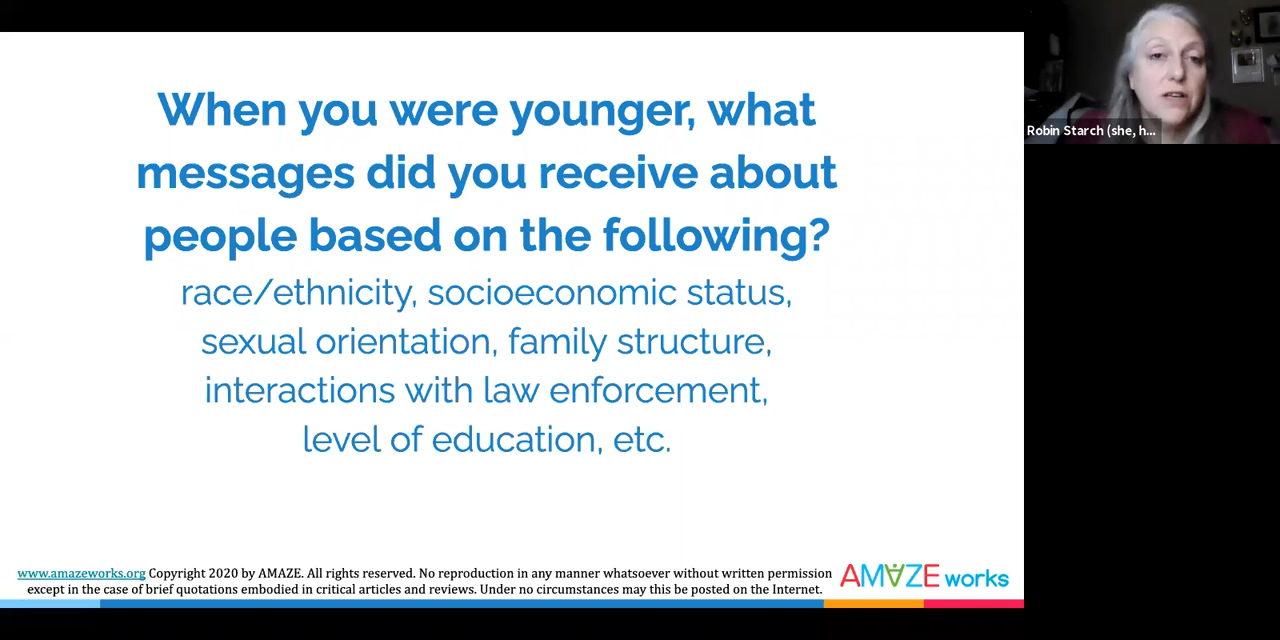 When you were younger, what
messages did you receive about
people based on the following?
race/ethnicity, socioeconomic status,
sexual orientation, family structure,
interactions with law enforcement,
level of education, etc.
www.amazeworks.org Copyright 2020 by AMAZE. All rights reserved. No reproduction in any manner whatsoever without written permission
except in the case of brief quotations embodied in critical articles and reviews. Under no circumstances may this be posted on the Internet.
AMAZE works
Robin Starch (she, h...